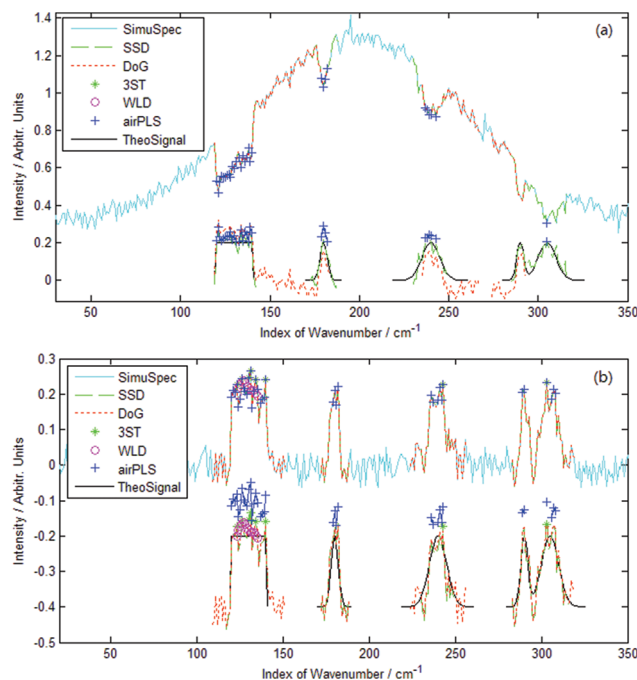 (a)
1.4
1.2
1
0.8
0.6
0.4
0.2
0
Intensity / Arbitr. Units
SimuSpec
SSD
DoG
3ST
WLD
airPLS
TheoSignal
50 100 150 200 250 300 350
Index of Wavenumber / cm-1
(b)
0.3
0.2
0.1
0
-0.1
-0.2
-0.3
-0.4
-0.5
Intensity / Arbitr. Units
SimuSpec
SSD
DoG
3ST
WLD
airPLS
TheoSignal
50 100 150 200 250 300 350
Index of Wavenumber / cm-1